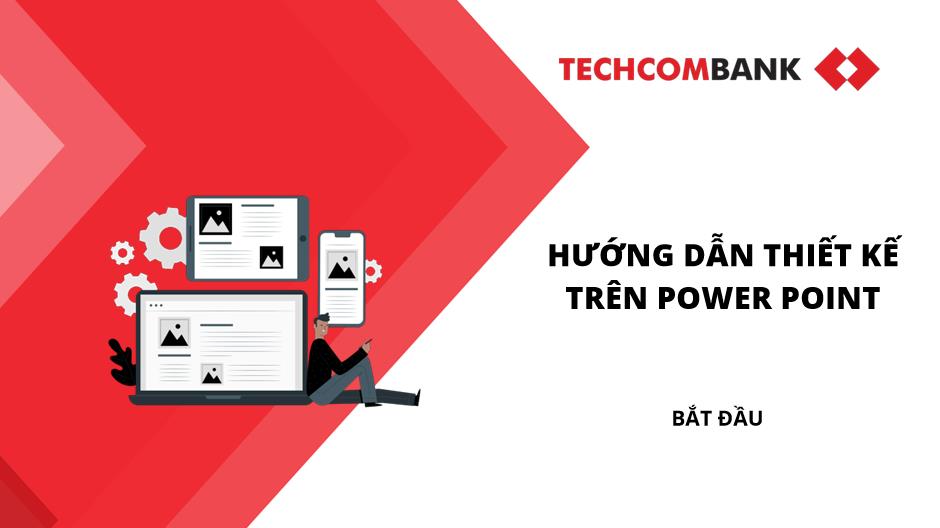 TECHCOMBANK
HƯỚNG DẪN THIẾT KẾ
TRÊN POWER POINT
BẮT ĐẦU